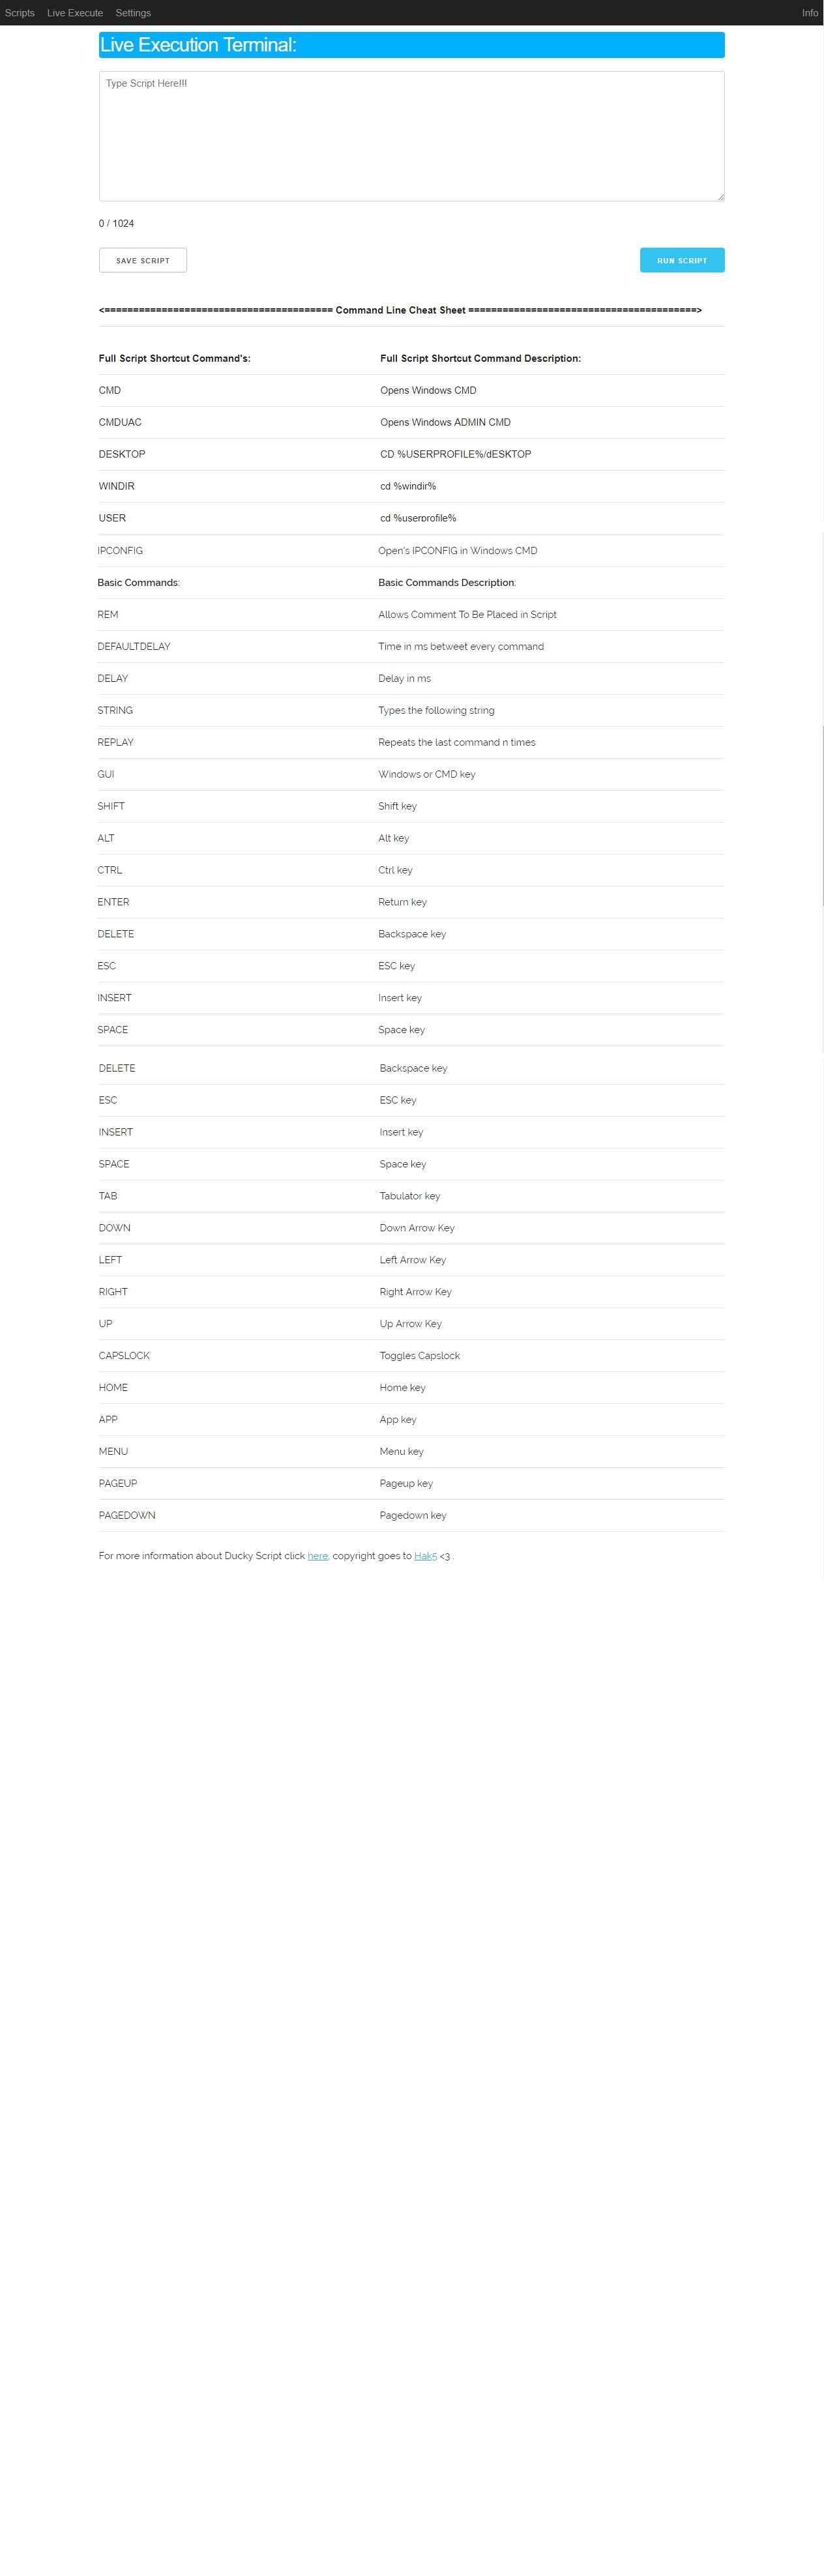 Scripts Live Execute Settings Info
Live Execution Terminal:
Type Script Here!!!
0 / 1024
SAVE SCRIPT RUN SCRIPT
<======================================== Command Line Cheat Sheet ========================================>
Full Script Shortcut Command's: Full Script Shortcut Command Description:
CMD Opens Windows CMD
CMDUAC Opens Windows ADMIN CMD
DESKTOP CD %USERPROFILE%/dESKTOP
WINDIR cd %windir%
USER cd %userprofile%
IPCONFIG Open's IPCONFIG in Windows CMD
Basic Commands: Basic Commands Description:
REM Allows Comment To Be Placed in Script
DEFAULTDELAY Time in ms betweet every command
DELAY Delay in ms
STRING Types the following string
REPLAY Repeats the last command n times
GUI Windows or CMD key
SHIFT Shift key
ALT Alt key
CTRL Ctrl key
ENTER Return key
DELETE Backspace key
ESC ESC key
INSERT Insert key
SPACE Space key
DELETE Backspace key
ESC ESC key
INSERT Insert key
SPACE Space key
TAB Tabulator key
DOWN Down Arrow Key
LEFT Left Arrow Key
RIGHT Right Arrow Key
UP Up Arrow Key
CAPSLOCK Toggles Capslock
HOME Home key
APP App key
MENU Menu key
PAGEUP Pageup key
PAGEDOWN Pagedown key
For more information about Ducky Script click here, copyright goes to Hak5 <3 .